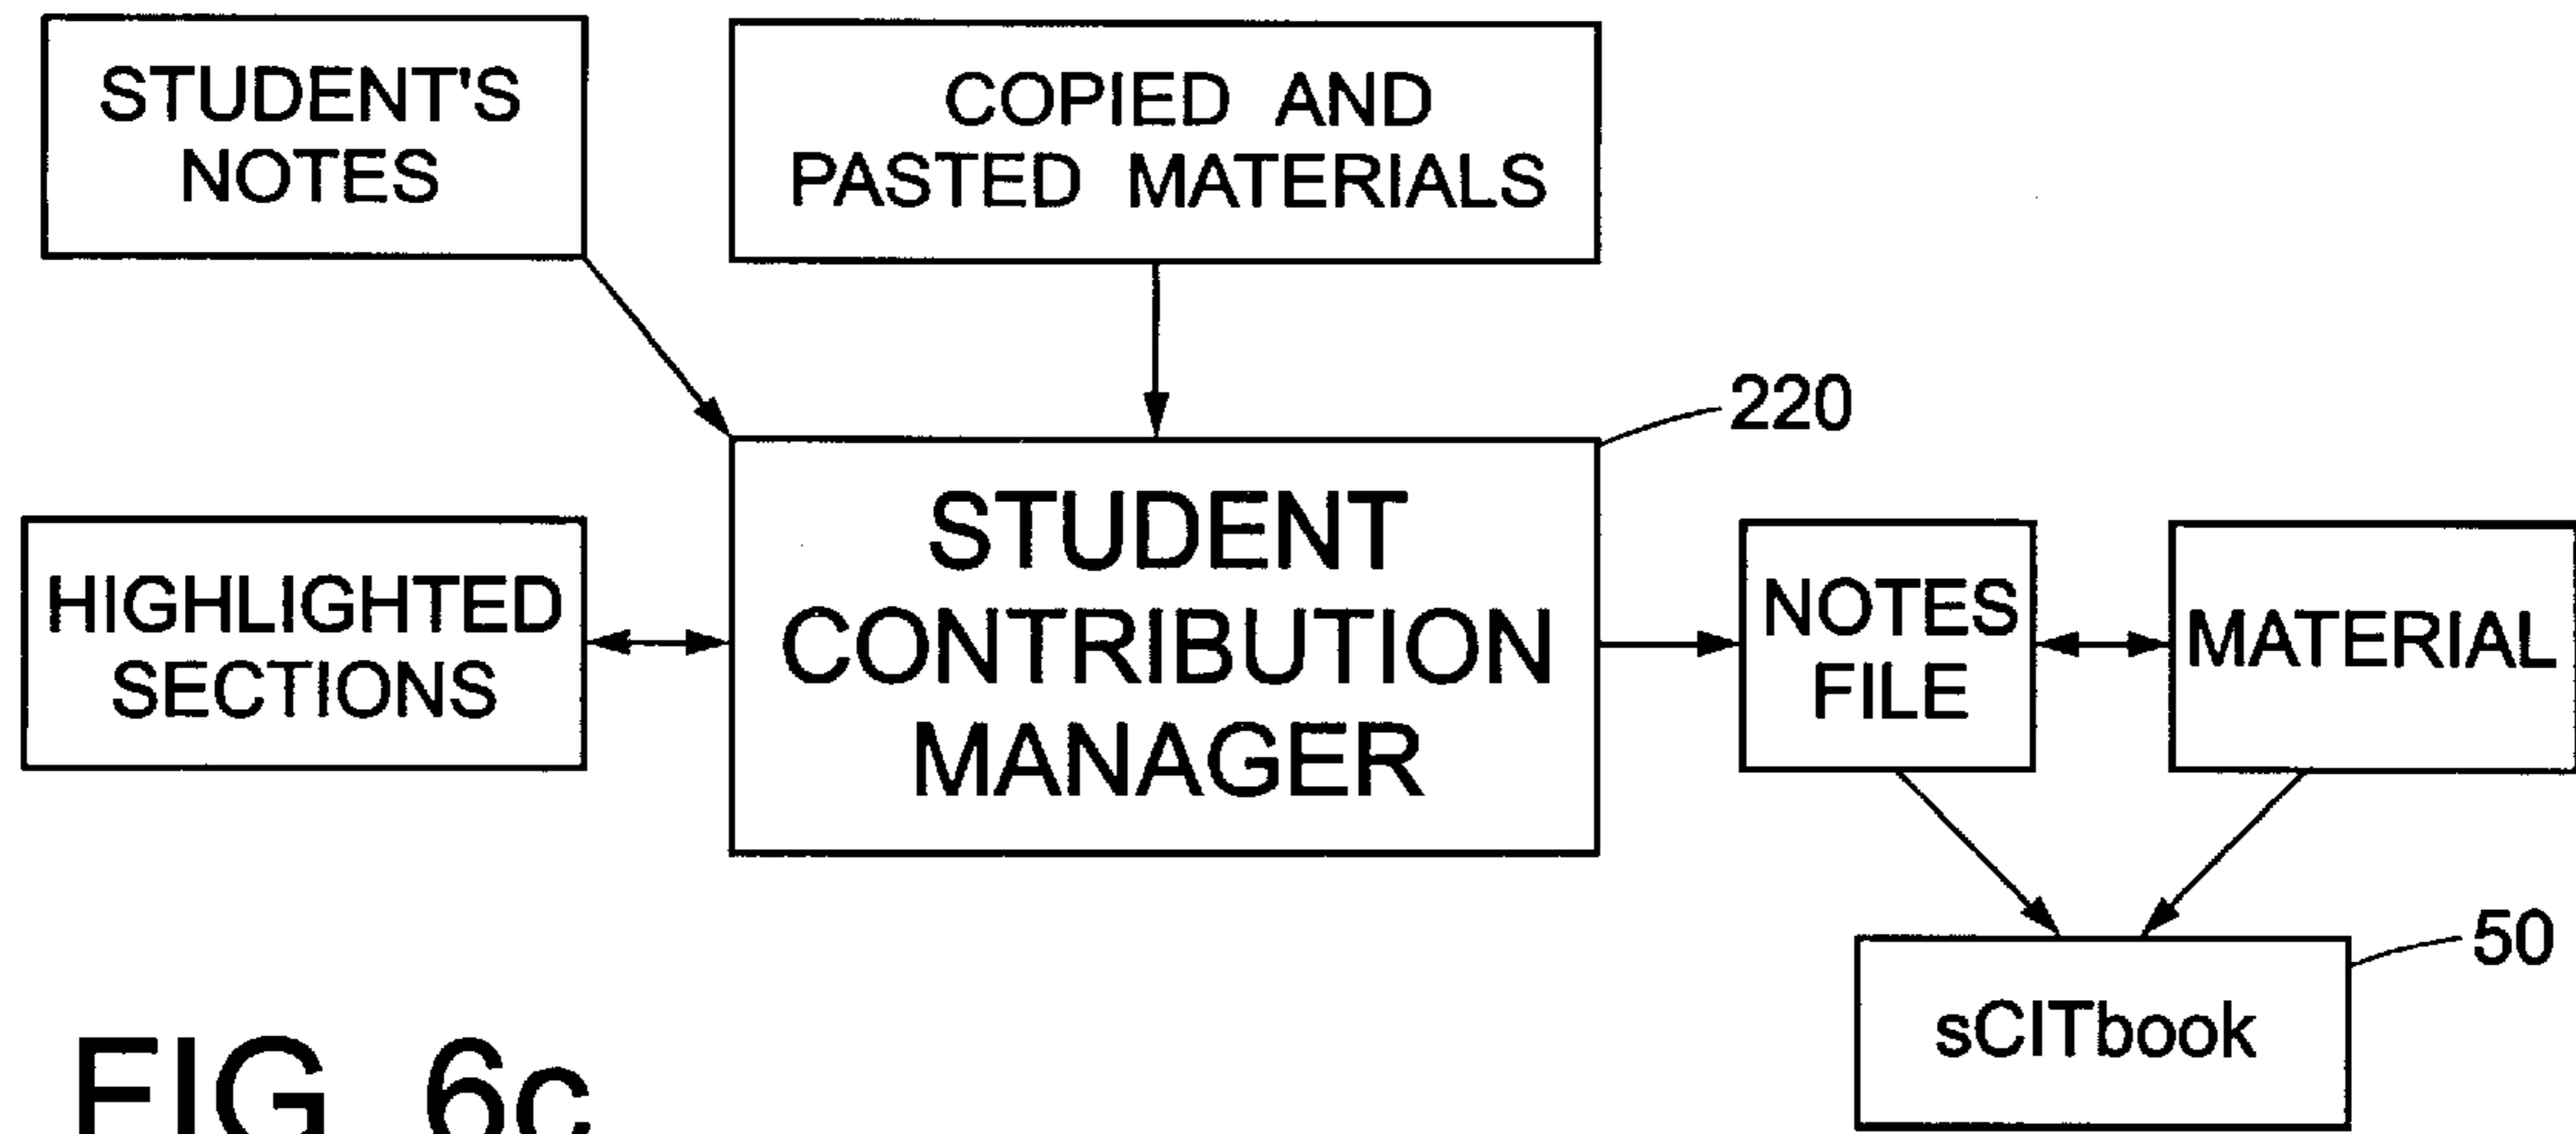 STUDENT'S
NOTES
COPIED AND
PASTED MATERIALS
220
STUDENT
CONTRIBUTION
MANAGER
HIGHLIGHTED
SECTIONS
NOTES
FILE
MATERIAL
50
sCITbook
FIG 6c